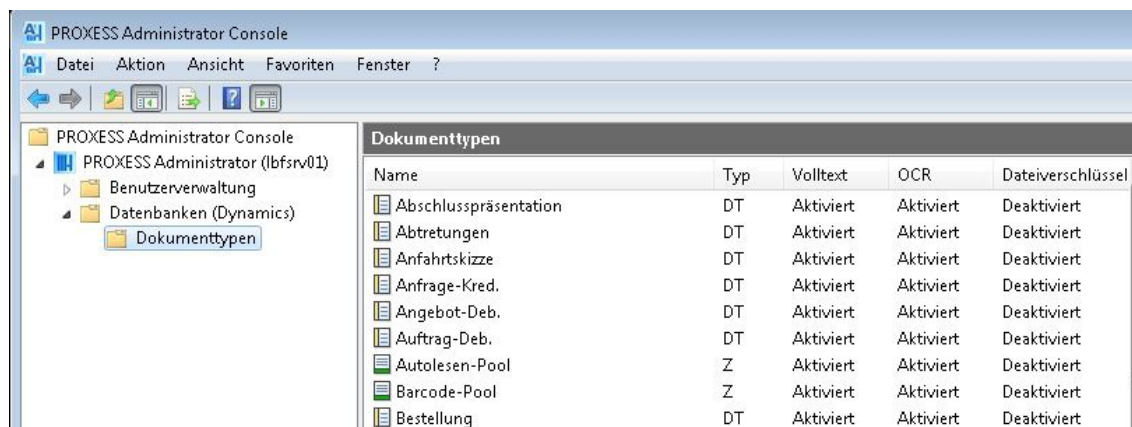 PROXESS Administrator Console
Datei Aktion Ansicht Favoriten Fenster ?
PROXESS Administrator Console
PROXESS Administrator (lbfsrv01)
Benutzerverwaltung
Datenbanken (Dynamics)
Dokumenttypen
Dokumenttypen
Name Typ Volltext OCR Dateiverschlüssel
Abschlusspräsentation DT Aktiviert Aktiviert Deaktiviert
Abtretungen DT Aktiviert Aktiviert Deaktiviert
Anfahrtskizze DT Aktiviert Aktiviert Deaktiviert
Anfrage-Kred. DT Aktiviert Aktiviert Deaktiviert
Angebot-Deb. DT Aktiviert Aktiviert Deaktiviert
Auftrag-Deb. DT Aktiviert Aktiviert Deaktiviert
Autolesen-Pool Z Aktiviert Aktiviert Deaktiviert
Barcode-Pool Z Aktiviert Aktiviert Deaktiviert
Bestellung DT Aktiviert Aktiviert Deaktiviert